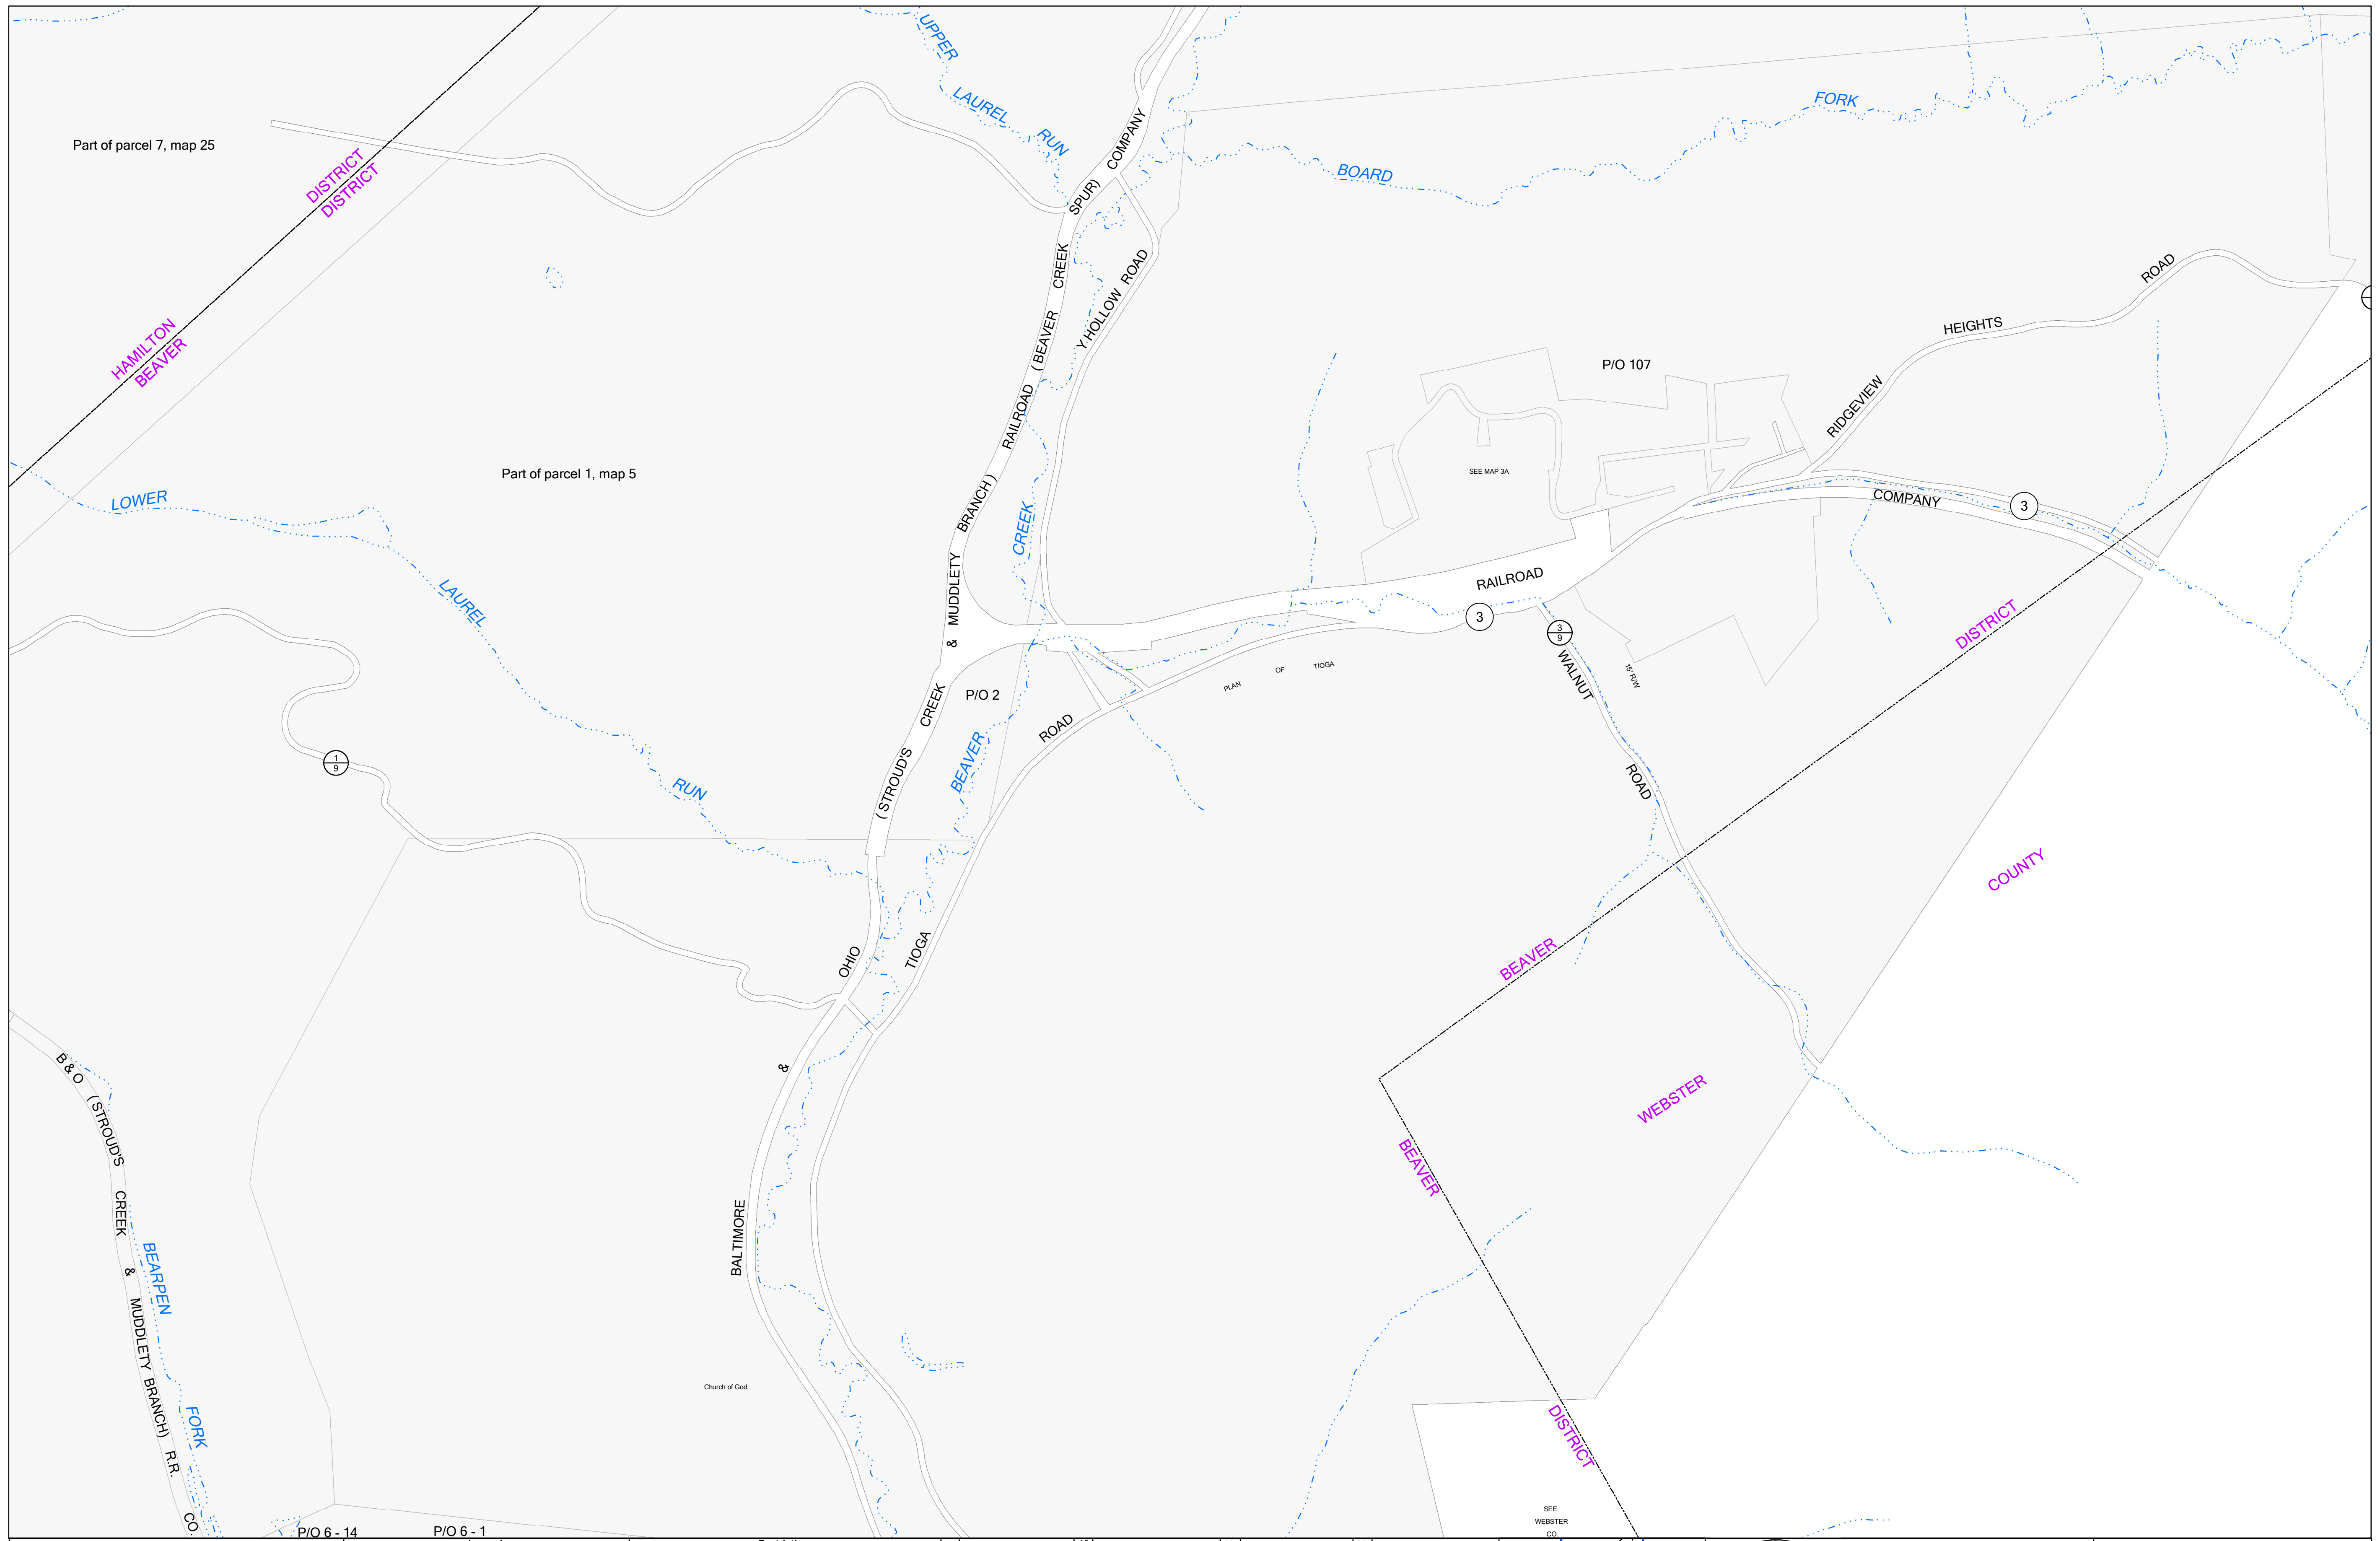 UPPER
LAUREL
RUN
Part of parcel 7, map 25
DISTRICT
DISTRICT
HAMILTON
BEAVER
BOARD
FORK
COMPANY
SPUR)
CREEK
( BEAVER
RAILROAD
BRANCH )
MUDDLETY
&
CREEK
( STROUD'S
Y HOLLOW ROAD
CREEK
P/O 107
SEE MAP 3A
RIDGEVIEW
HEIGHTS
ROAD
Part of parcel 1, map 5
LOWER
LAUREL
RUN
COMPANY
3
RAILROAD
3
3
9
WALNUT
ROAD
15' R/W
PLAN OF TIOGA
P/O 2
BEAVER
ROAD
TIOGA
1
9
DISTRICT
BEAVER
COUNTY
WEBSTER
BEAVER
DISTRICT
OHIO
&
BALTIMORE
B & O
( STROUD'S
CREEK
&
MUDDLETY
BRANCH)
R.R.
CO.
BEARPEN
FORK
Church of God
P/O 6 - 14
P/O 6 - 1
SEE
WEBSTER
CO.